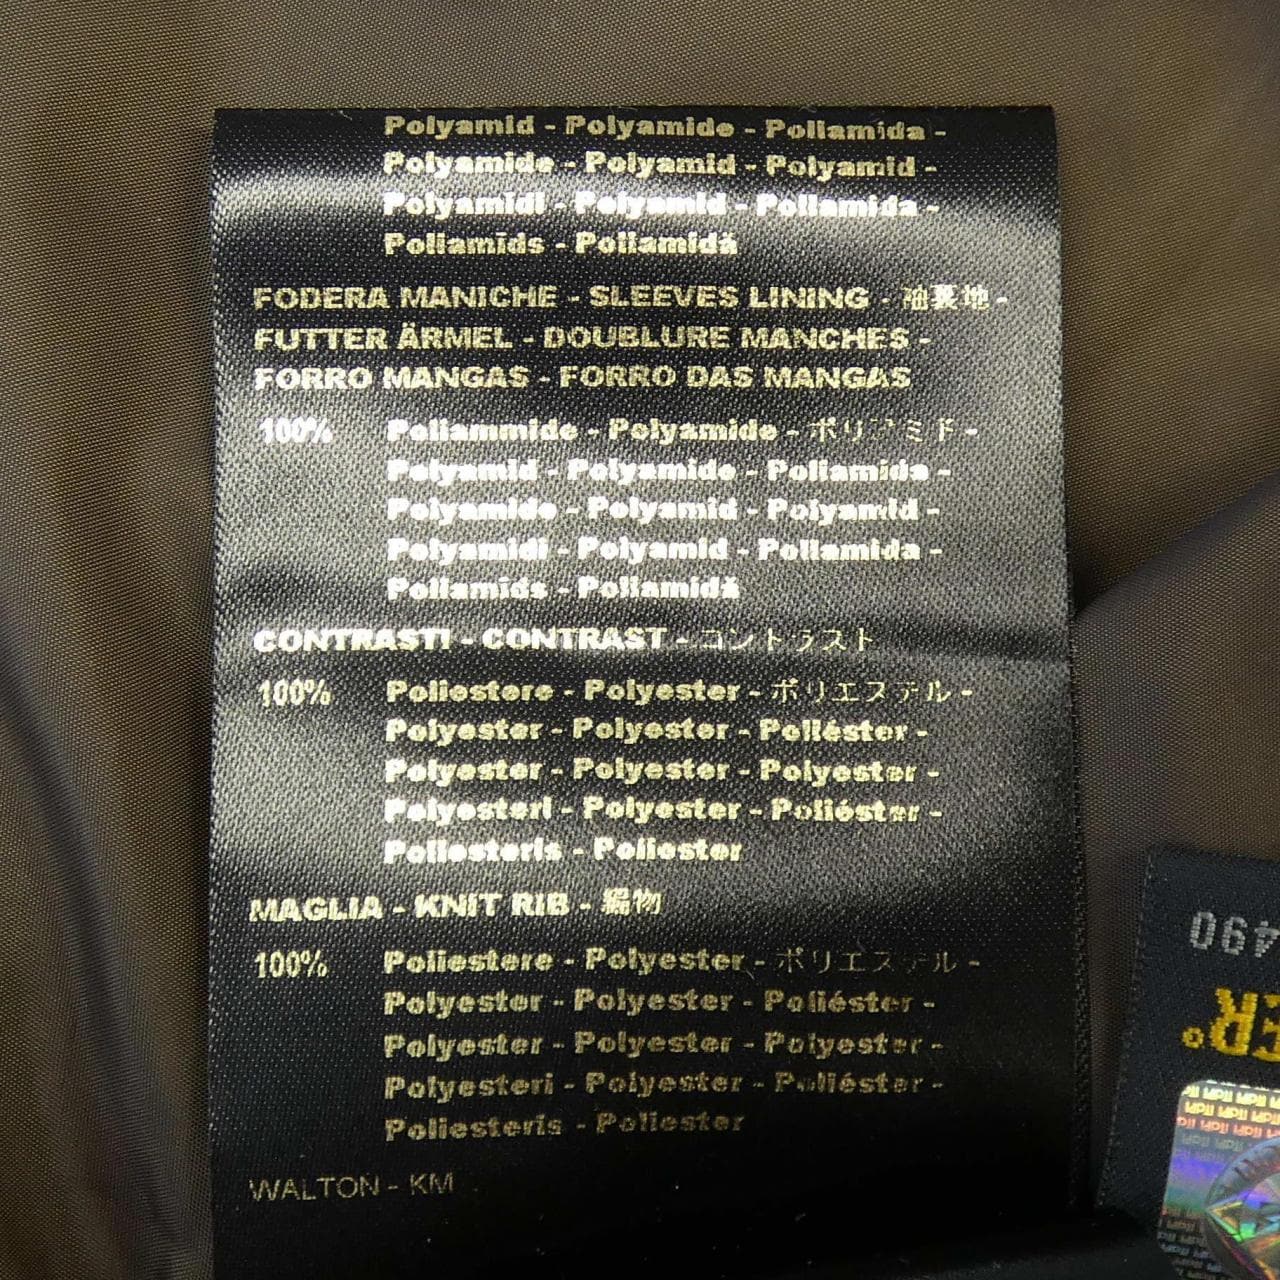 Polyamid - Polyamide - Poliamida -
Polyamide - Polyamid - Polyamid -
Polyamidi - Polyamid - Poliamida -
Poliamīds - Poliamidă
FODERA MANICHE - SLEEVES LINING - 袖裏地 -
FUTTER ÄRMEL - DOUBLURE MANCHES -
FORRO MANGAS - FORRO DAS MANGAS
100% Poliammide - Polyamide - ポリアミド -
Polyamid - Polyamide - Poliamida -
Polyamide - Polyamid - Polyamid -
Polyamidi - Polyamid - Poliamida -
Poliamīds - Poliamidă
CONTRASTI - CONTRAST - コントラスト
100% Poliestere - Polyester - ポリエステル -
Polyester - Polyester - Poliéster -
Polyester - Polyester - Polyester -
Polyesteri - Polyester - Poliéster -
Poliesteris - Poliester
MAGLIA - KNIT RIB - 編物
100% Poliestere - Polyester - ポリエステル -
Polyester - Polyester - Poliéster -
Polyester - Polyester - Polyester -
Polyesteri - Polyester - Poliéster -
Poliesteris - Poliester
WALTON - KM